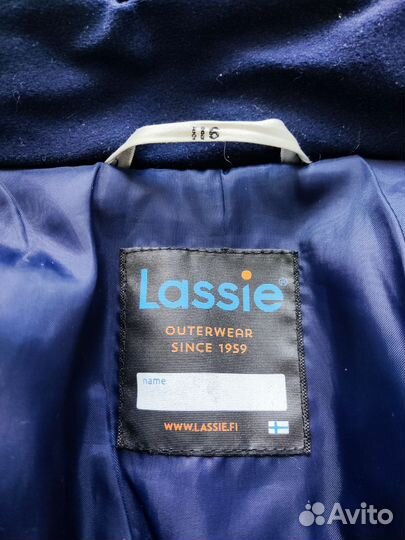 116
Lassie®
OUTERWEAR
SINCE 1959
name
WWW.LASSIE.FI
Avito